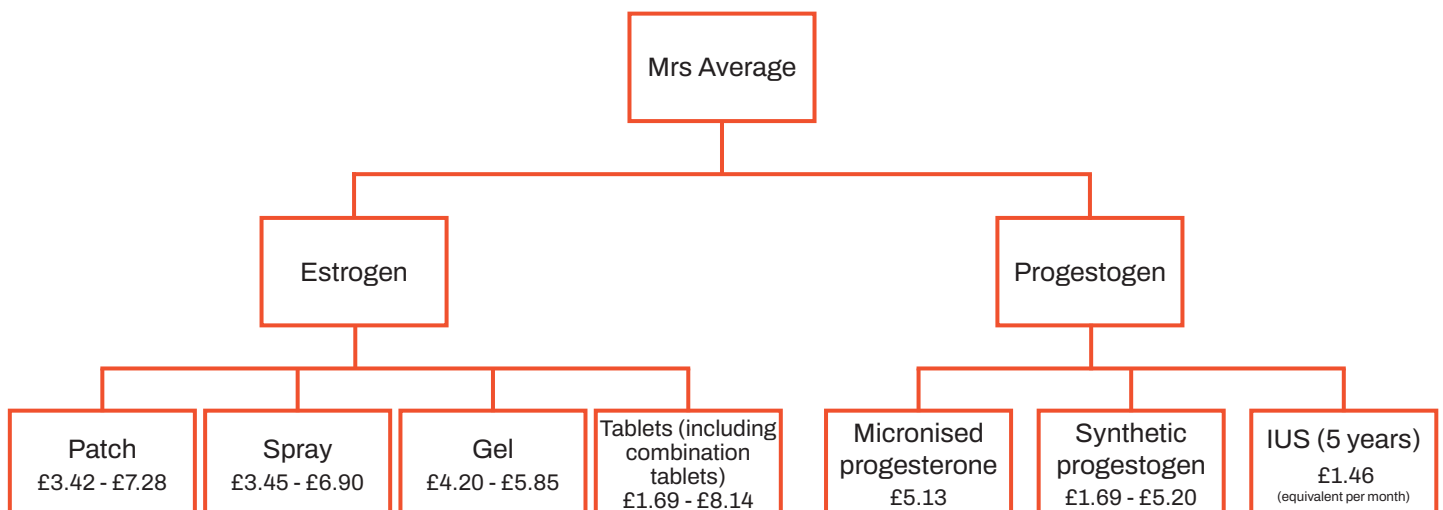 Mrs Average
Estrogen
Progestogen
Patch
£3.42 - £7.28
Spray
£3.45 - £6.90
Gel
£4.20 - £5.85
Tablets (including
combination
tablets)
£1.69 - £8.14
Micronised
progesterone
£5.13
Synthetic
progestogen
£1.69 - £5.20
IUS (5 years)
£1.46
(equivalent per month)